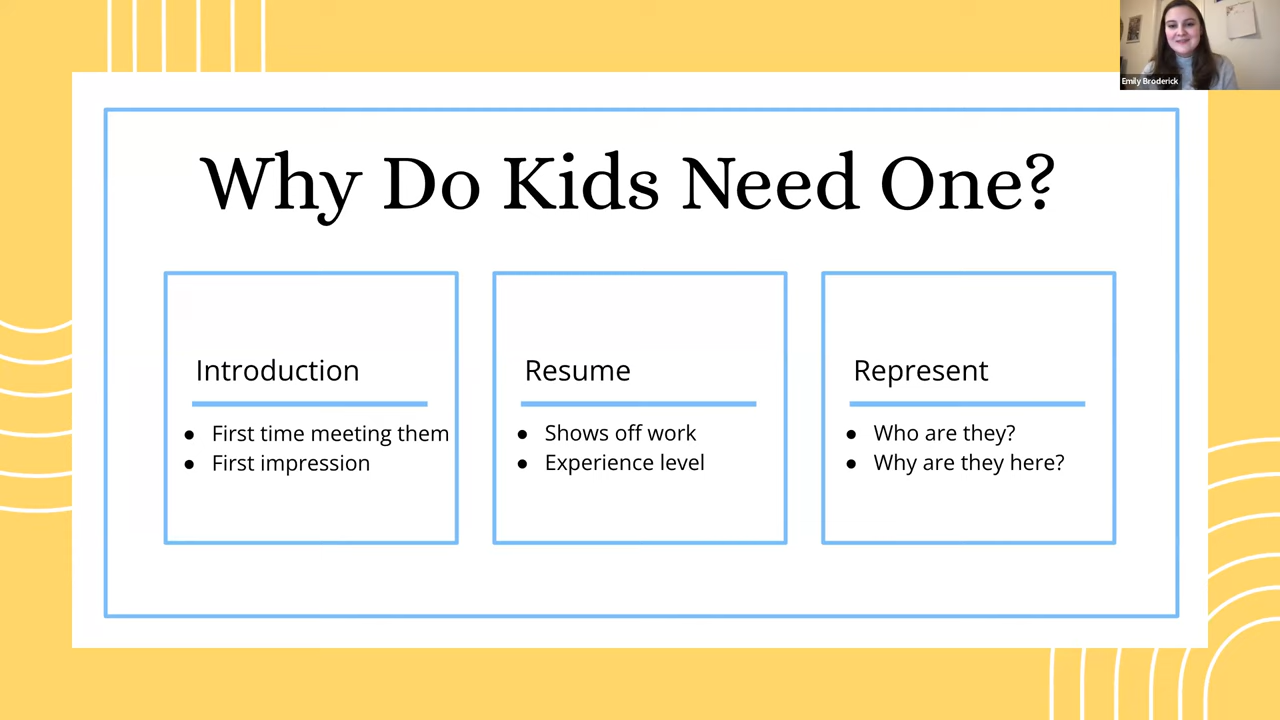 Emily Broderick
Why Do Kids Need One?
Introduction
● First time meeting them
● First impression
Resume
● Shows off work
● Experience level
Represent
● Who are they?
● Why are they here?